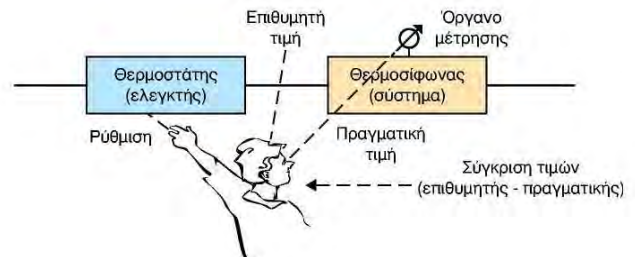 Επιθυμητή
τιμή
Όργανο
μέτρησης
Θερμοστάτης
(ελεγκτής)
Θερμοσίφωνας
(σύστημα)
Ρύθμιση
Πραγματική
τιμή
Σύγκριση τιμών
(επιθυμητής - πραγματικής)